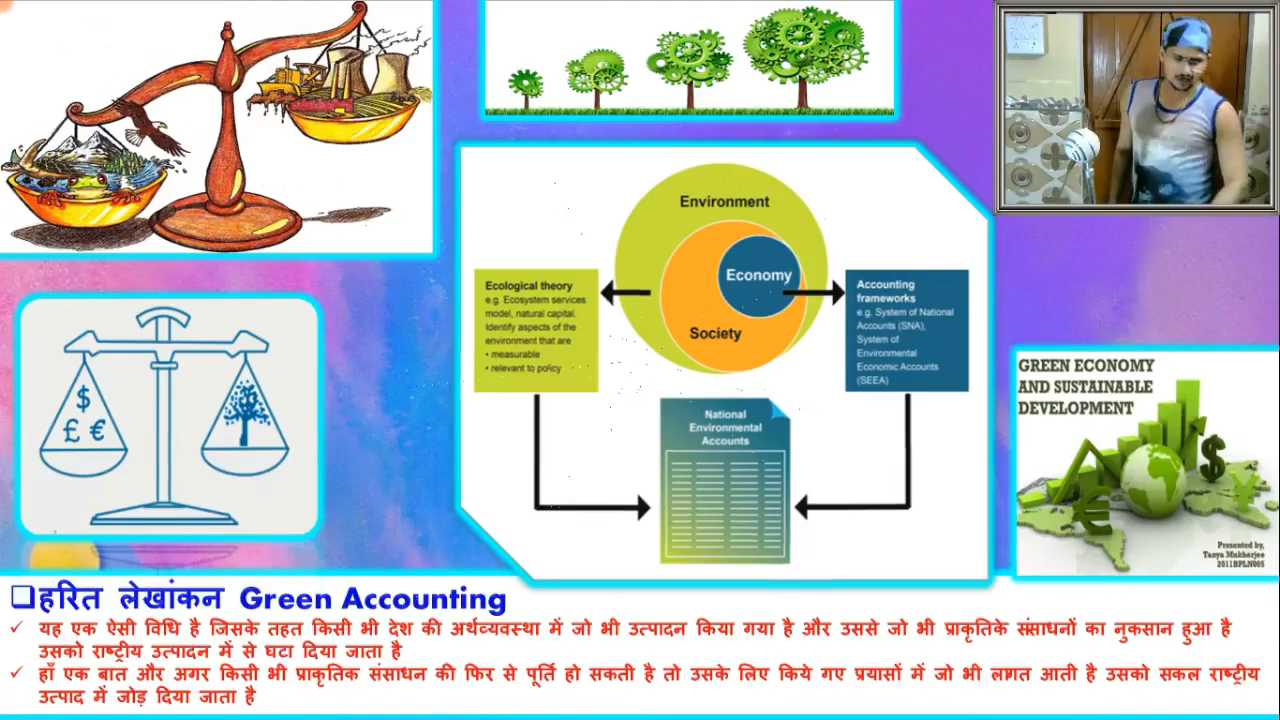 Environment
Economy
Society
Ecological theory
e.g. Ecosystem services
model, natural capital.
Identify aspects of the
environment that are
• measurable
• relevant to policy
Accounting
frameworks
e.g. System of National
Accounts (SNA),
System of
Environmental
Economic Accounts
(SEEA)
National
Environmental
Accounts
$
£ €
GREEN ECONOMY
AND SUSTAINABLE
DEVELOPMENT
$
€
¥
Presented by,
Tanya Mukherjee
2011BPLN005
❑हरित लेखांकन Green Accounting
✓ यह एक ऐसी विधि है जिसके तहत किसी भी देश की अर्थव्यवस्था में जो भी उत्पादन किया गया है और उससे जो भी प्राकृतिके संसाधनों का नुकसान हुआ है
उसको राष्ट्रीय उत्पादन में से घटा दिया जाता है
✓ हाँ एक बात और अगर किसी भी प्राकृतिक संसाधन की फिर से पूर्ति हो सकती है तो उसके लिए किये गए प्रयासों में जो भी लागत आती है उसको सकल राष्ट्रीय
उत्पाद में जोड़ दिया जाता है